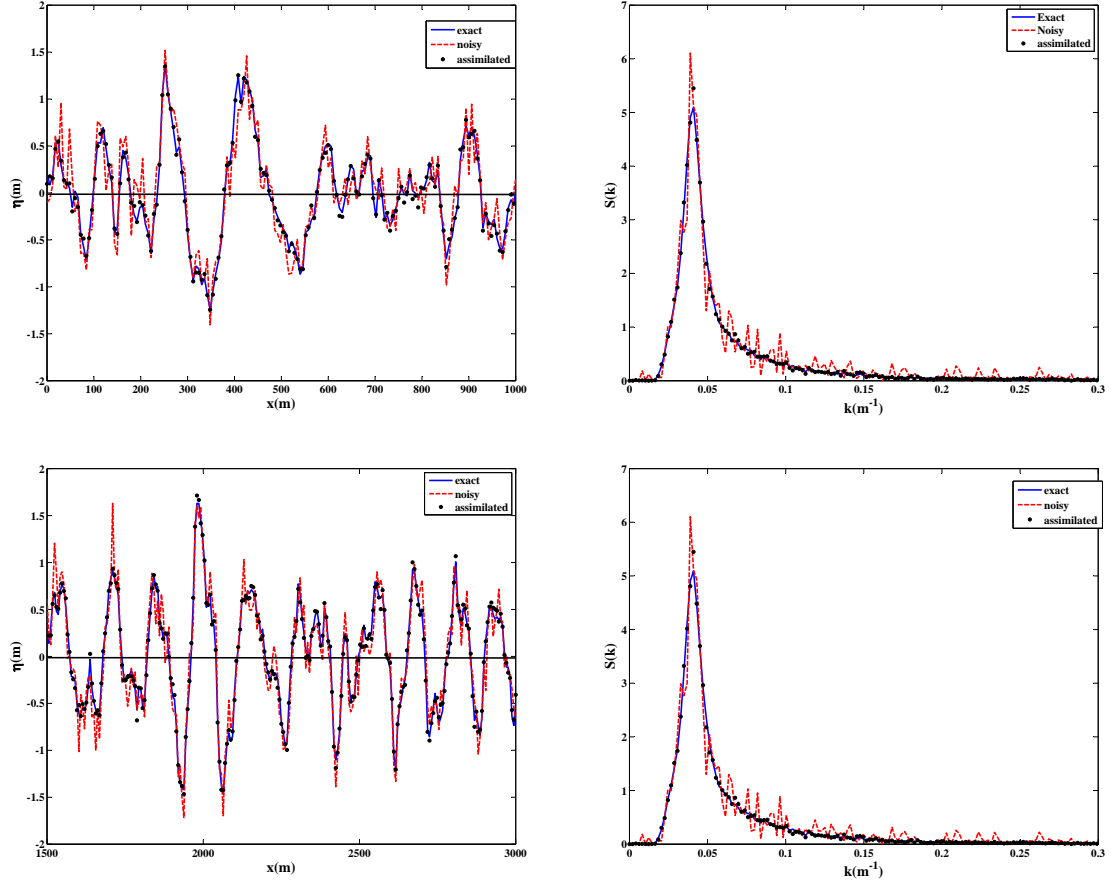 2
1.5
1
0.5
0
-0.5
-1
-1.5
-2
η(m)
0 100 200 300 400 500 600 700 800 900 1000
x(m)
exact
noisy
assimilated
7
6
5
4
3
2
1
0
S(k)
0 0.05 0.1 0.15 0.2 0.25 0.3
k(m⁻¹)
Exact
Noisy
assimilated
2
1.5
1
0.5
0
-0.5
-1
-1.5
-2
η(m)
1500 2000 2500 3000
x(m)
exact
noisy
assimilated
7
6
5
4
3
2
1
0
S(k)
0 0.05 0.1 0.15 0.2 0.25 0.3
k(m⁻¹)
exact
noisy
assimilated